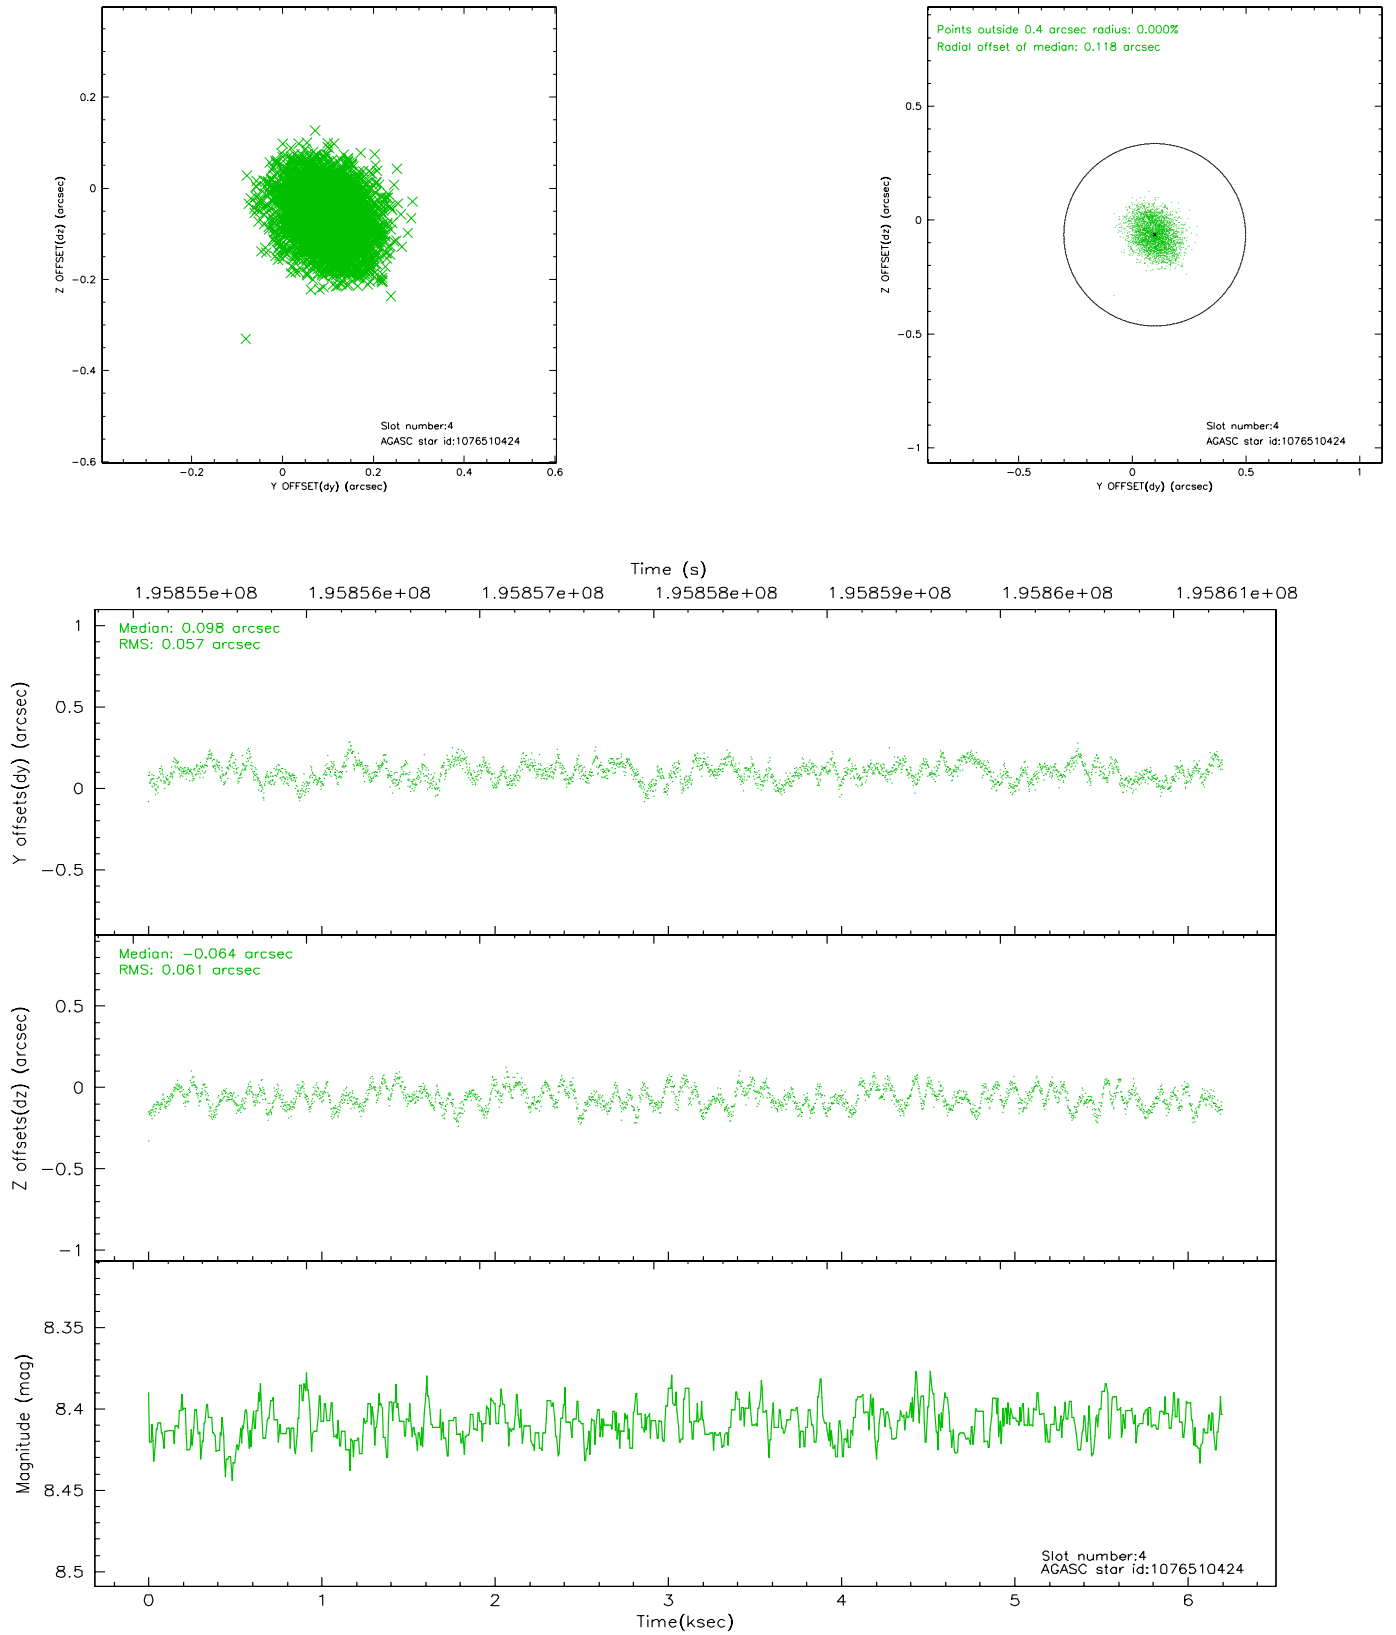 0.2
0
-0.2
-0.4
-0.6
Z OFFSET(dz) (arcsec)
Slot number:4
AGASC star id:1076510424
-0.2 0 0.2 0.4 0.6
Y OFFSET(dy) (arcsec)
Points outside 0.4 arcsec radius: 0.000%
Radial offset of median: 0.118 arcsec
0.5
0
-0.5
-1
Z OFFSET(dz) (arcsec)
Slot number:4
AGASC star id:1076510424
-0.5 0 0.5 1
Y OFFSET(dy) (arcsec)
Time (s)
1.95855e+08 1.95856e+08 1.95857e+08 1.95858e+08 1.95859e+08 1.9586e+08 1.95861e+08
Median: 0.098 arcsec
RMS: 0.057 arcsec
1
0.5
0
-0.5
Y offsets(dy) (arcsec)
Median: -0.064 arcsec
RMS: 0.061 arcsec
0.5
0
-0.5
-1
Z offsets(dz) (arcsec)
8.35
8.4
8.45
8.5
Magnitude (mag)
Slot number:4
AGASC star id:1076510424
0 1 2 3 4 5 6
Time(ksec)